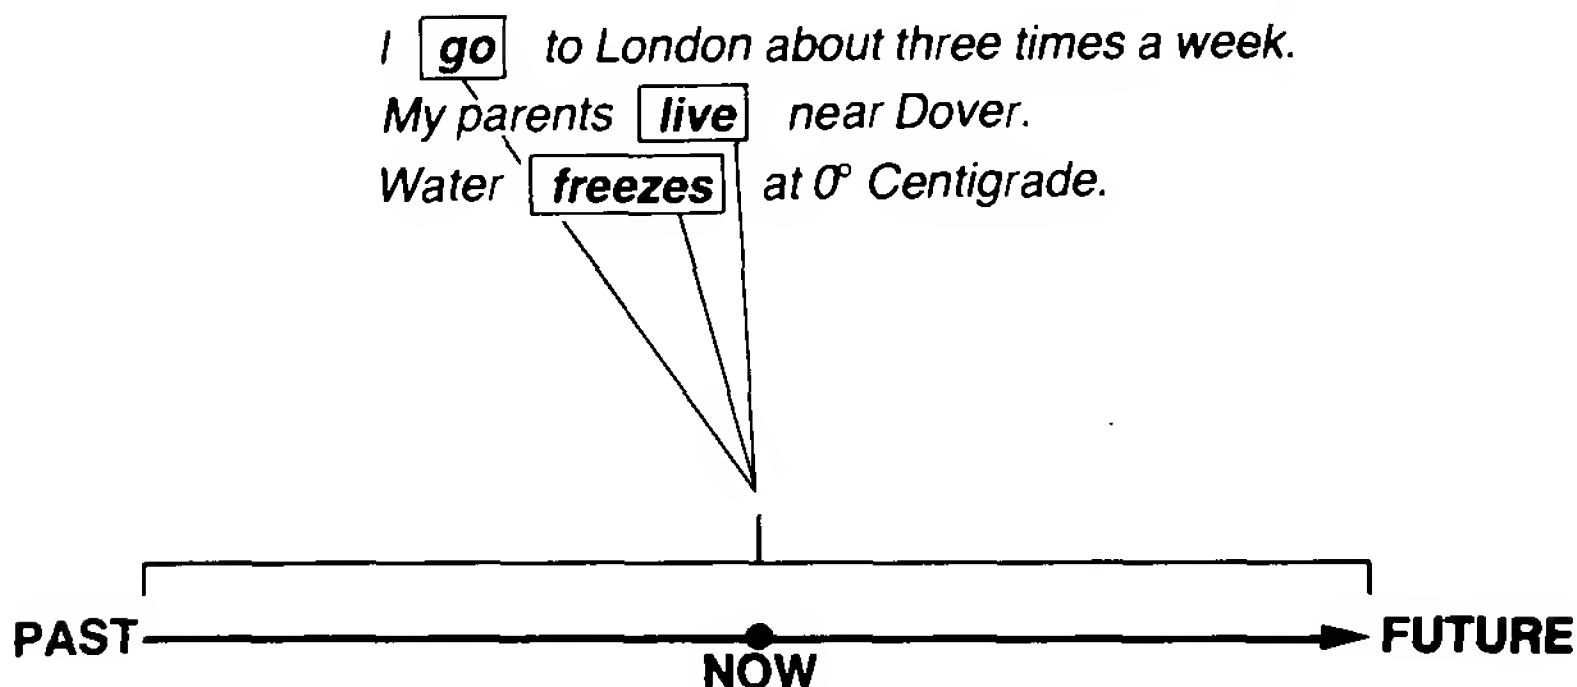 I go to London about three times a week.
My parents live near Dover.
Water freezes at 0° Centigrade.
PAST FUTURE
NOW